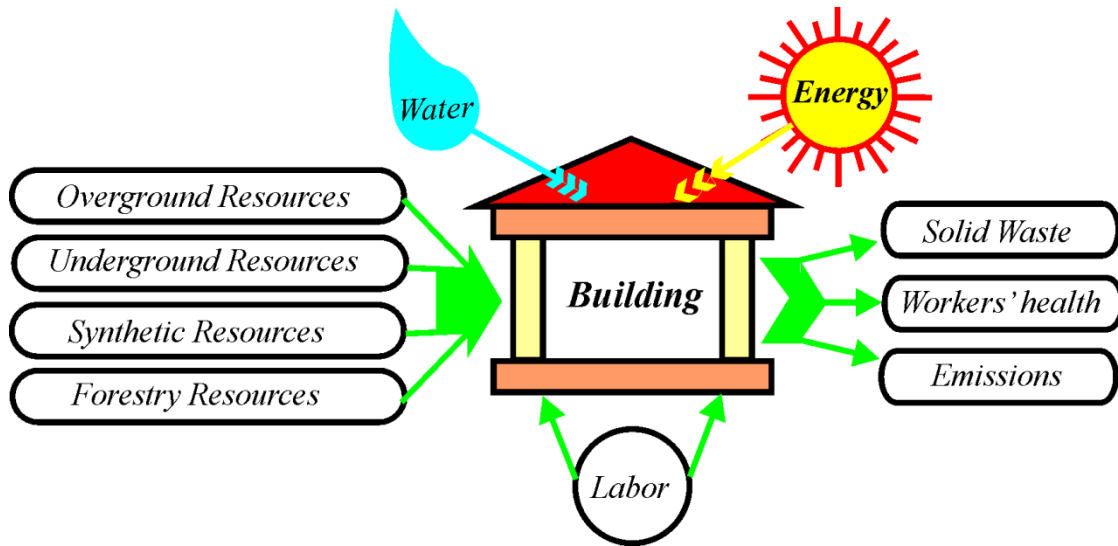 Water
Energy
Overground Resources
Underground Resources
Synthetic Resources
Forestry Resources
Building
Solid Waste
Workers’ health
Emissions
Labor